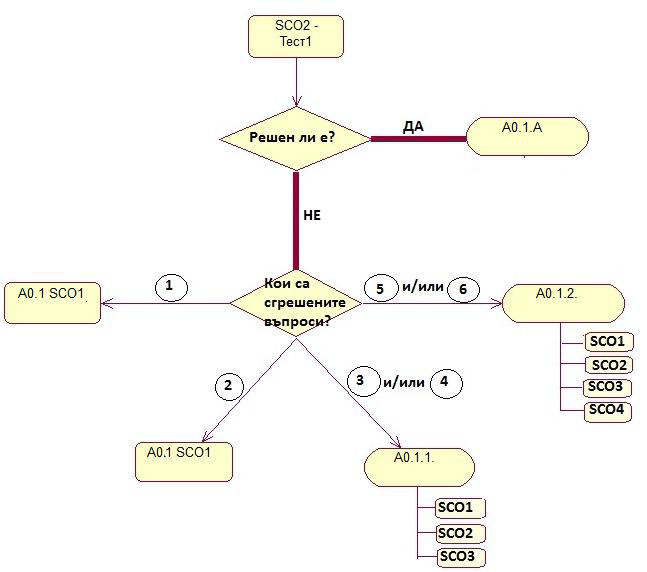 SCO2 -
Тест1
Решен ли е?
ДА
A0.1.A
НЕ
Кои са
сгрешените
въпроси?
1
A0.1 SCO1.
5 и/или 6
A0.1.2.
SCO1
SCO2
SCO3
SCO4
2
3 и/или 4
A0.1 SCO1
A0.1.1.
SCO1
SCO2
SCO3